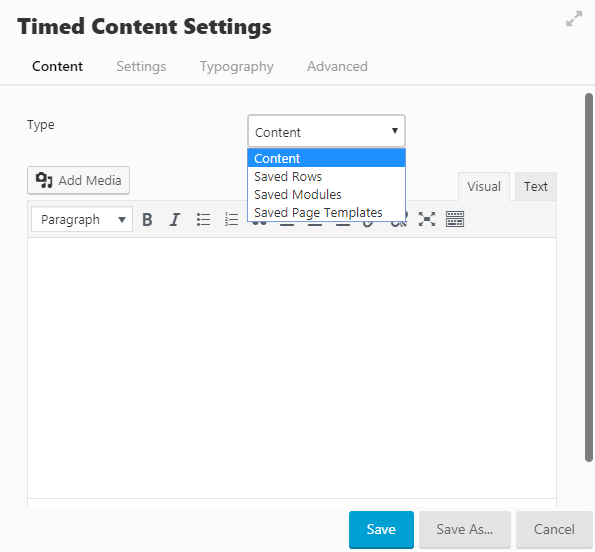 Timed Content Settings
Content Settings Typography Advanced
Type Content
Content
Saved Rows
Saved Modules
Saved Page Templates
Add Media Visual Text
Paragraph B I
Save Save As... Cancel